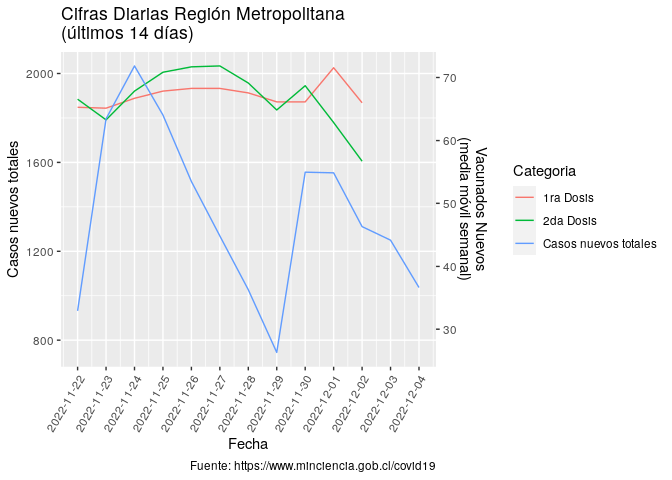 Cifras Diarias Región Metropolitana
(últimos 14 días)
Casos nuevos totales
2000
1600
1200
800
70
60
50
40
30
Vacunados Nuevos
(media móvil semanal)
2022-11-22
2022-11-23
2022-11-24
2022-11-25
2022-11-26
2022-11-27
2022-11-28
2022-11-29
2022-11-30
2022-12-01
2022-12-02
2022-12-03
2022-12-04
Fecha
Categoria
1ra Dosis
2da Dosis
Casos nuevos totales
Fuente: https://www.minciencia.gob.cl/covid19